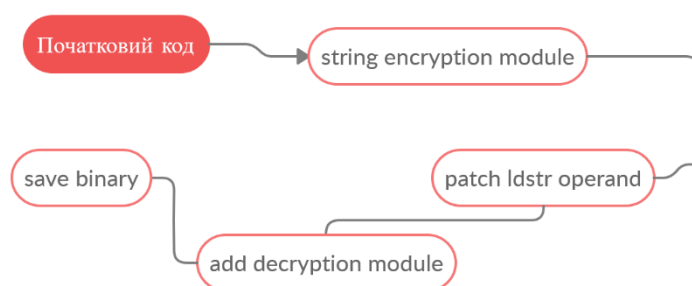 Початковий код
string encryption module
patch ldstr operand
add decryption module
save binary